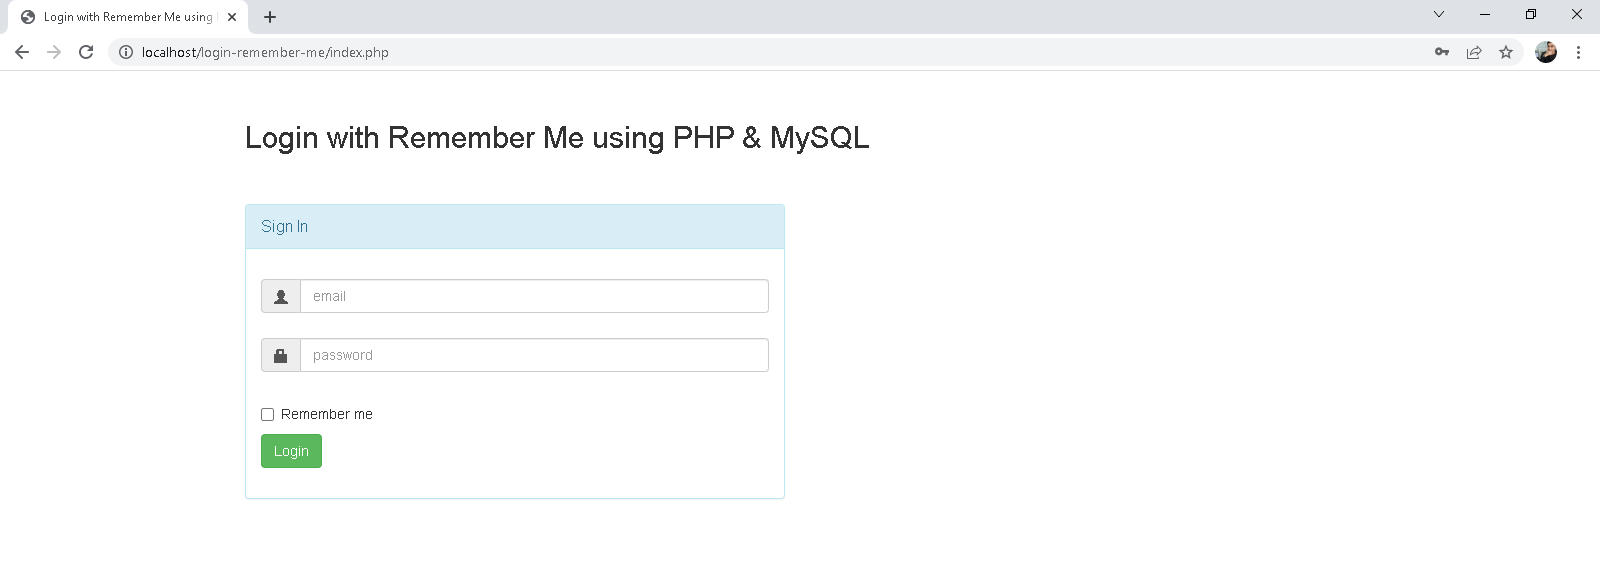 Login with Remember Me using
localhost/login-remember-me/index.php
Login with Remember Me using PHP & MySQL
Sign In
email
password
Remember me
Login